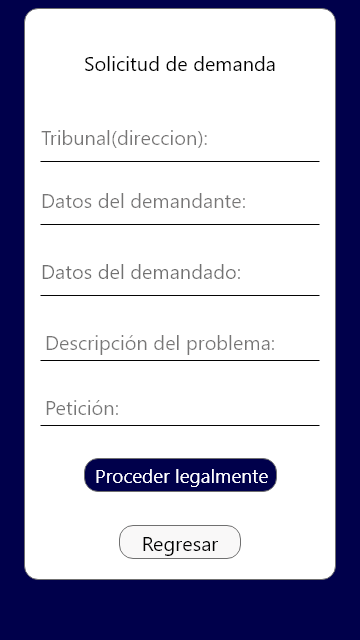 Solicitud de demanda
Tribunal(direccion):
Datos del demandante:
Datos del demandado:
Descripción del problema:
Petición:
Proceder legalmente
Regresar